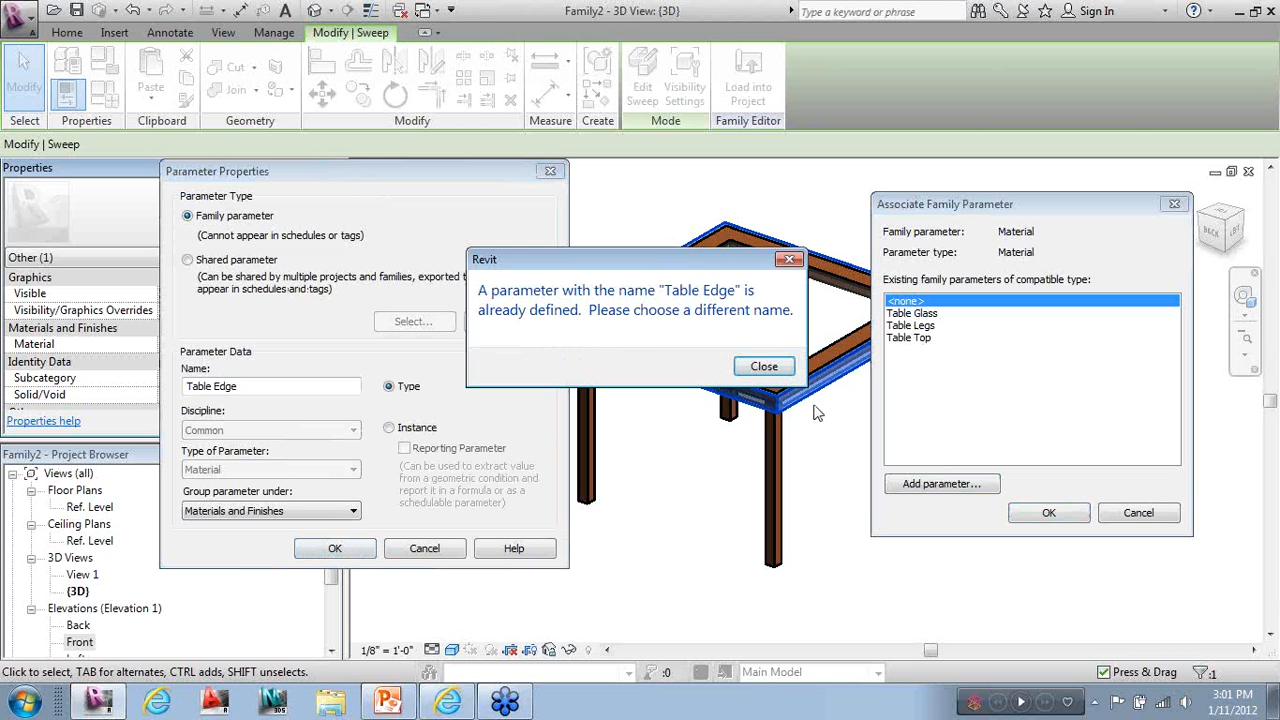 Family2 - 3D View: {3D}
Type a keyword or phrase
Sign In
Home
Insert
Annotate
View
Manage
Modify | Sweep
Modify
Paste
Cut
Join
Edit
Sweep
Visibility
Settings
Load into
Project
Select
Properties
Clipboard
Geometry
Modify
Measure
Create
Mode
Family Editor
Modify | Sweep
Properties
Other (1)
Graphics
Visible
Visibility/Graphics Overrides
Materials and Finishes
Material
Identity Data
Subcategory
Solid/Void
Properties help
Family2 - Project Browser
Views (all)
Floor Plans
Ref. Level
Ceiling Plans
Ref. Level
3D Views
View 1
{3D}
Elevations (Elevation 1)
Back
Front
Parameter Properties
Parameter Type
Family parameter
(Cannot appear in schedules or tags)
Shared parameter
(Can be shared by multiple projects and families, exported t
appear in schedules and tags)
Select...
Parameter Data
Name:
Table Edge
Type
Discipline:
Common
Instance
Reporting Parameter
Type of Parameter:
Material
(Can be used to extract value
from a geometric condition and
report it in a formula or as a
schedulable parameter)
Group parameter under:
Materials and Finishes
OK
Cancel
Help
Revit
A parameter with the name "Table Edge" is
already defined.  Please choose a different name.
Close
Associate Family Parameter
Family parameter:
Material
Parameter type:
Material
Existing family parameters of compatible type:
<none>
Table Glass
Table Legs
Table Top
Add parameter...
OK
Cancel
BACK
1/8" = 1'-0"
Click to select, TAB for alternates, CTRL adds, SHIFT unselects.
:0
Main Model
Press & Drag
:1
3:01 PM
1/11/2012